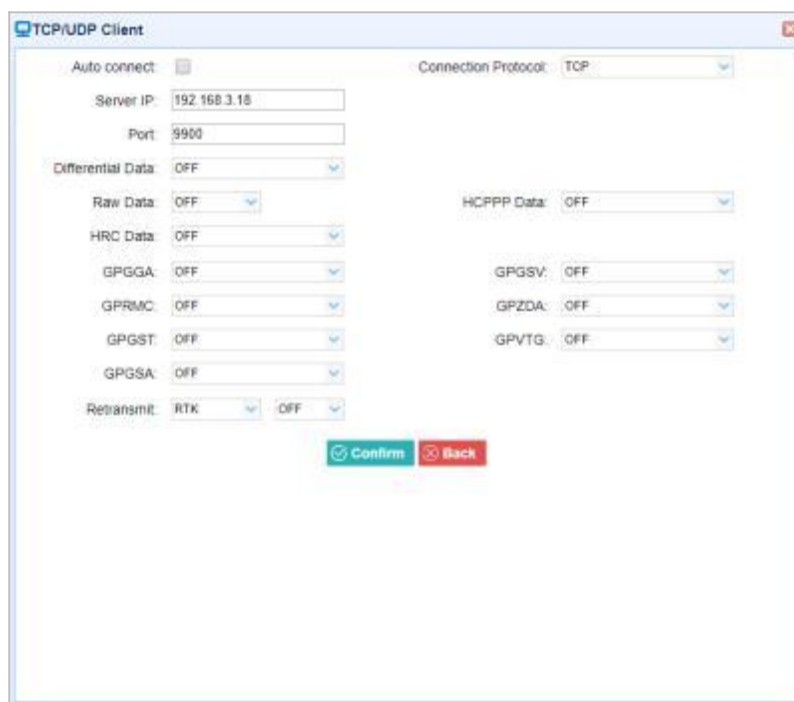 TCP/UDP Client
Auto connect: Connection Protocol: TCP
Server IP: 192.168.3.18
Port: 9900
Differential Data: OFF
Raw Data: OFF HCPPP Data: OFF
HRC Data: OFF
GPGGA: OFF GPGSV: OFF
GPRMC: OFF GPZDA: OFF
GPGST: OFF GPVTG: OFF
GPGSA: OFF
Retransmit: RTK OFF
Confirm Back